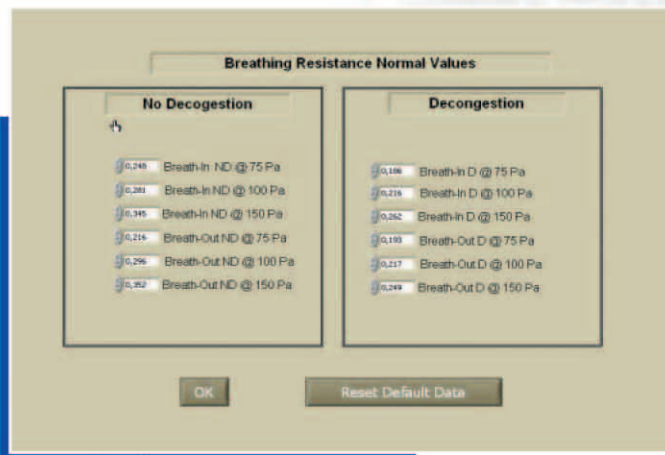 Breathing Resistance Normal Values
No Decogestion
0,248 Breath-In ND @ 75 Pa
0,281 Breath-In ND @ 100 Pa
0,345 Breath-In ND @ 150 Pa
0,216 Breath-Out ND @ 75 Pa
0,296 Breath-Out ND @ 100 Pa
0,352 Breath-Out ND @ 150 Pa
Decongestion
0,186 Breath-In D @ 75 Pa
0,216 Breath-In D @ 100 Pa
0,262 Breath-In D @ 150 Pa
0,193 Breath-Out D @ 75 Pa
0,217 Breath-Out D @ 100 Pa
0,249 Breath-Out D @ 150 Pa
OK
Reset Default Data